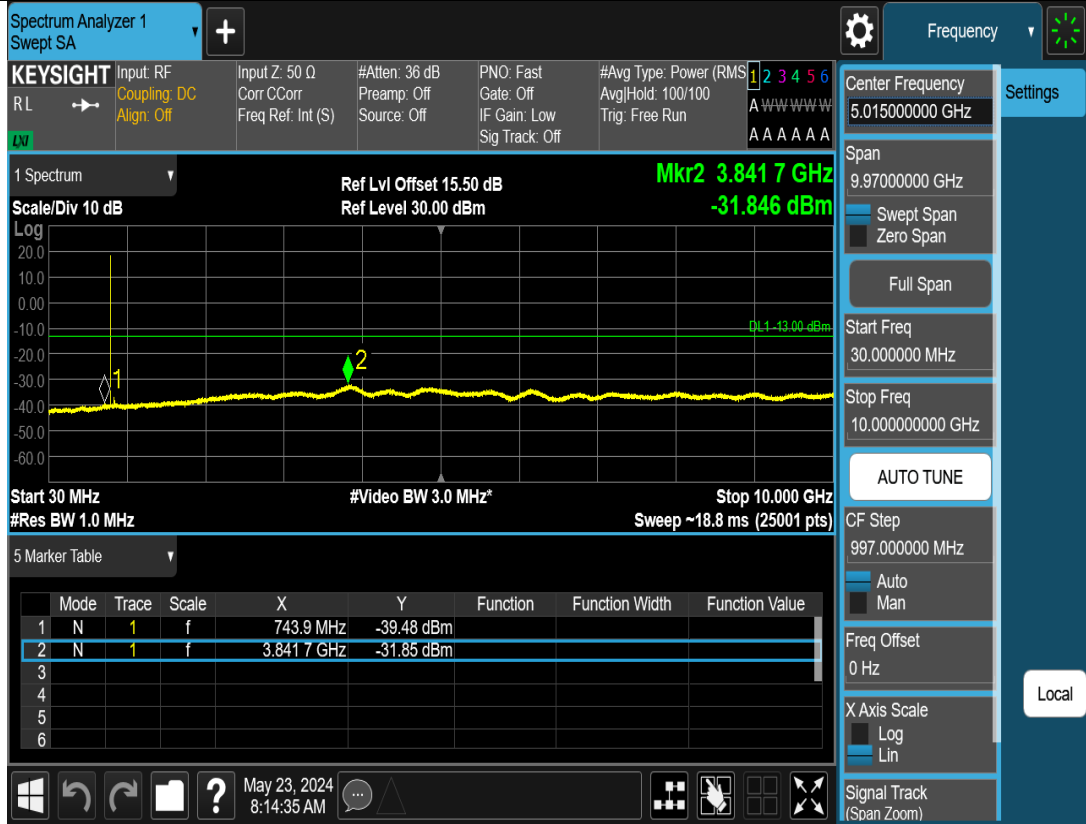 Spectrum Analyzer 1
Swept SA
+
Frequency
KEYSIGHT
RL
LXI
Input: RF
Coupling: DC
Align: Off
Input Z: 50 Ω
Corr CCorr
Freq Ref: Int (S)
#Atten: 36 dB
Preamp: Off
Source: Off
PNO: Fast
Gate: Off
IF Gain: Low
Sig Track: Off
#Avg Type: Power (RMS
Avg|Hold: 100/100
Trig: Free Run
1 2 3 4 5 6
A W W W W W
A A A A A A
1 Spectrum
Scale/Div 10 dB
Ref Lvl Offset 15.50 dB
Ref Level 30.00 dBm
Mkr2 3.841 7 GHz
-31.846 dBm
Log
20.0
10.0
0.00
-10.0
-20.0
-30.0
-40.0
-50.0
-60.0
DL1 -13.00 dBm
1
2
Start 30 MHz
#Video BW 3.0 MHz*
Stop 10.000 GHz
#Res BW 1.0 MHz
Sweep ~18.8 ms (25001 pts)
5 Marker Table
Mode Trace Scale X Y Function Function Width Function Value
1 N 1 f 743.9 MHz -39.48 dBm
2 N 1 f 3.841 7 GHz -31.85 dBm
3
4
5
6
?
May 23, 2024
8:14:35 AM
Center Frequency
5.015000000 GHz
Span
9.97000000 GHz
Swept Span
Zero Span
Full Span
Start Freq
30.000000 MHz
Stop Freq
10.000000000 GHz
AUTO TUNE
CF Step
997.000000 MHz
Auto
Man
Freq Offset
0 Hz
X Axis Scale
Log
Lin
Signal Track
(Span Zoom)
Settings
Local